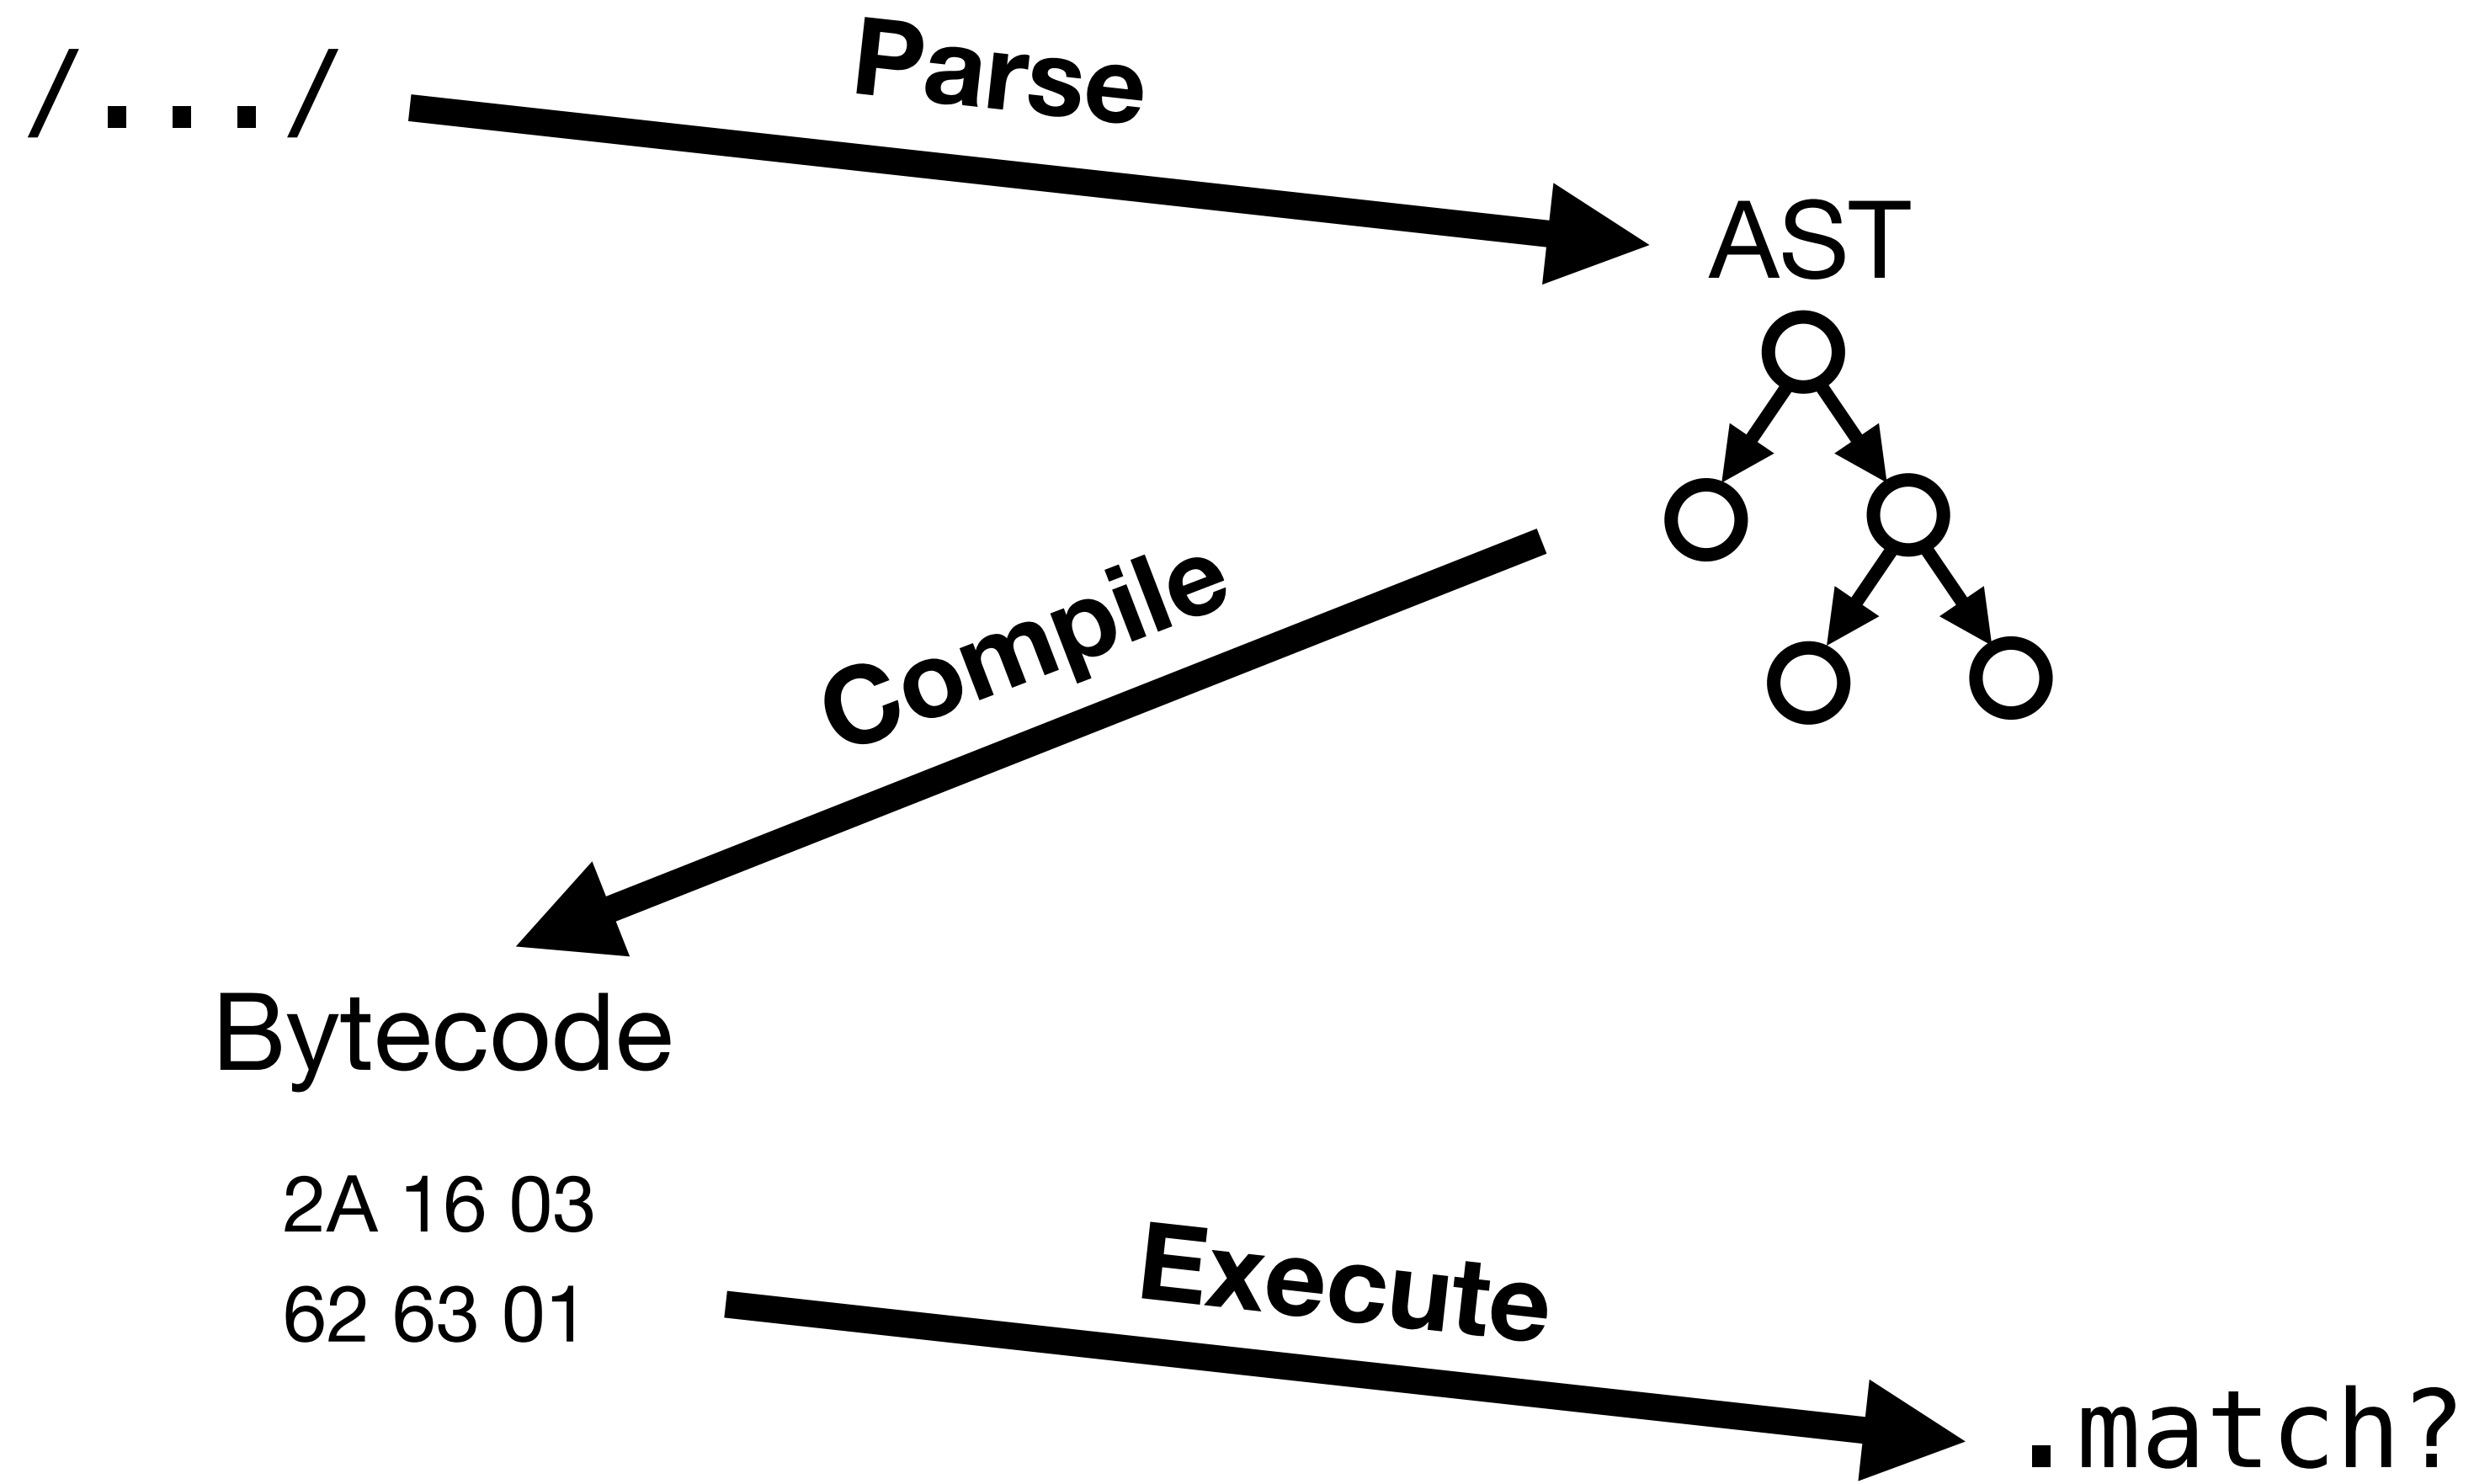 /.../
Parse
AST
Compile
Bytecode
2A 16 03
62 63 01
Execute
.match?